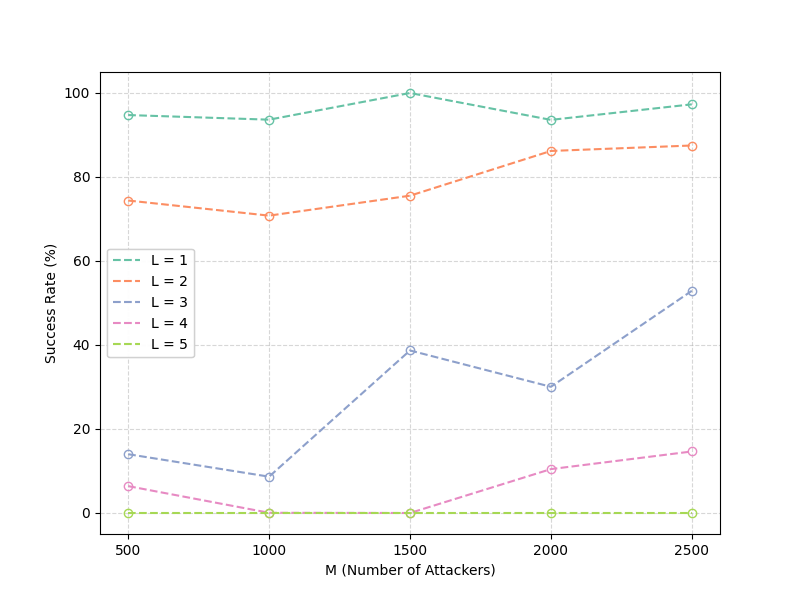 100
80
60
40
20
0
Success Rate (%)
L = 1
L = 2
L = 3
L = 4
L = 5
500 1000 1500 2000 2500
M (Number of Attackers)